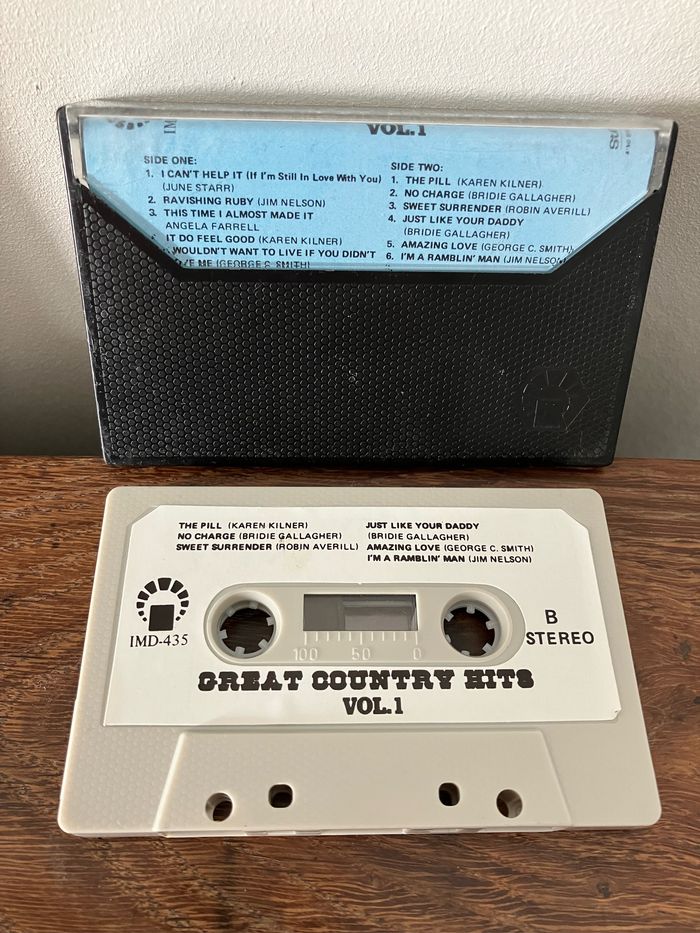 VOL.1
SIDE ONE:
1. I CAN'T HELP IT (If I'm Still In Love With You)
(JUNE STARR)
2. RAVISHING RUBY (JIM NELSON)
3. THIS TIME I ALMOST MADE IT
ANGELA FARRELL
IT DO FEEL GOOD (KAREN KILNER)
WOULDN'T WANT TO LIVE IF YOU DIDN'T
ME (GEORGE C. SMITH)
SIDE TWO:
1. THE PILL (KAREN KILNER)
2. NO CHARGE (BRIDIE GALLAGHER)
3. SWEET SURRENDER (ROBIN AVERILL)
4. JUST LIKE YOUR DADDY
(BRIDIE GALLAGHER)
5. AMAZING LOVE (GEORGE C. SMITH)
6. I'M A RAMBLIN' MAN (JIM NELSON)
THE PILL (KAREN KILNER)
NO CHARGE (BRIDIE GALLAGHER)
SWEET SURRENDER (ROBIN AVERILL)
JUST LIKE YOUR DADDY
(BRIDIE GALLAGHER)
AMAZING LOVE (GEORGE C. SMITH)
I'M A RAMBLIN' MAN (JIM NELSON)
IMD-435
100 50 0
B
STEREO
GREAT COUNTRY HITS
VOL.1